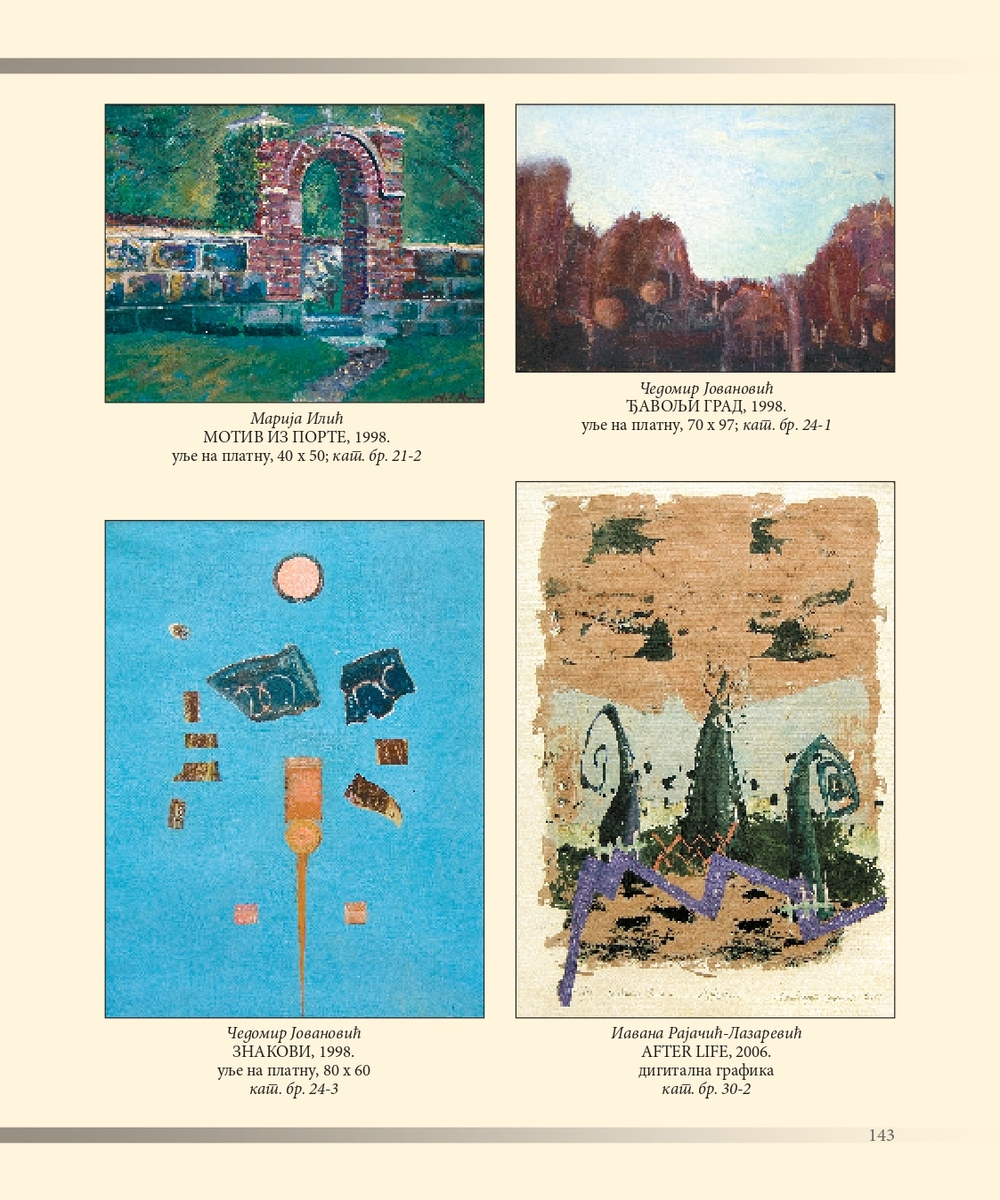 Марија Илић
МОТИВ ИЗ ПОРТЕ, 1998.
уље на платну, 40 x 50; кат. бр. 21-2
Чедомир Јовановић
ЂАВОЉИ ГРАД, 1998.
уље на платну, 70 x 97; кат. бр. 24-1
Чедомир Јовановић
ЗНАКОВИ, 1998.
уље на платну, 80 x 60
кат. бр. 24-3
Иавана Рајачић-Лазаревић
AFTER LIFE, 2006.
дигитална графика
кат. бр. 30-2
143